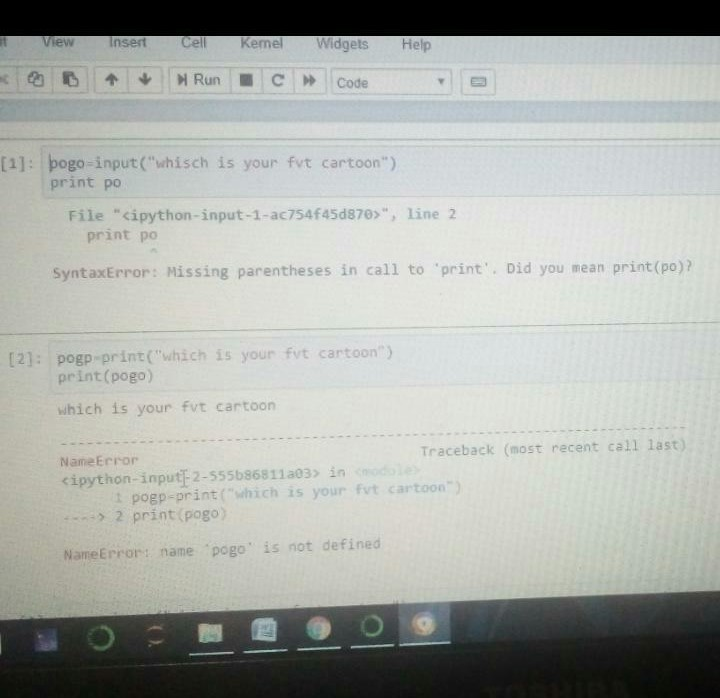 View Insert Cell Kernel Widgets Help
Run Code
[1]: pogo=input("whisch is your fvt cartoon")
print po
File "<ipython-input-1-ac754f45d870>", line 2
print po
^
SyntaxError: Missing parentheses in call to 'print'. Did you mean print(po)?
[2]: pogp=print("which is your fvt cartoon")
print(pogo)
which is your fvt cartoon
---------------------------------------------------------------------------
NameError Traceback (most recent call last)
<ipython-input-2-555b86811a03> in <module>
1 pogp=print("which is your fvt cartoon")
----> 2 print(pogo)
NameError: name 'pogo' is not defined